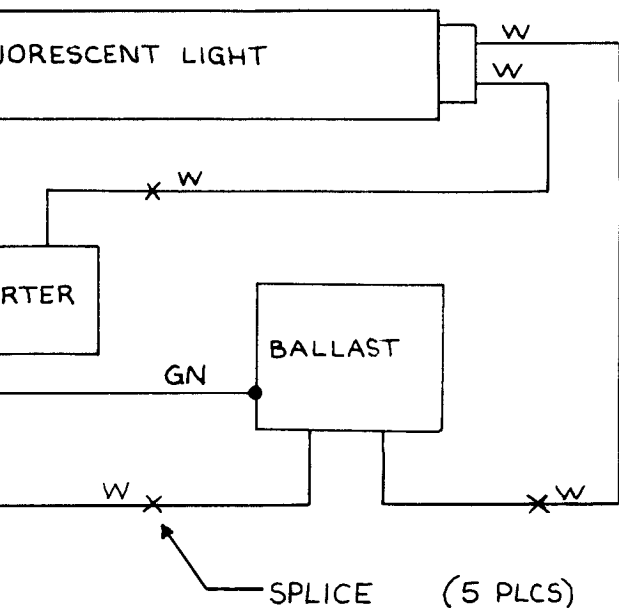 W
UORESCENT LIGHT
W
W
RTER
BALLAST
GN
W
W
SPLICE (5 PLCS)